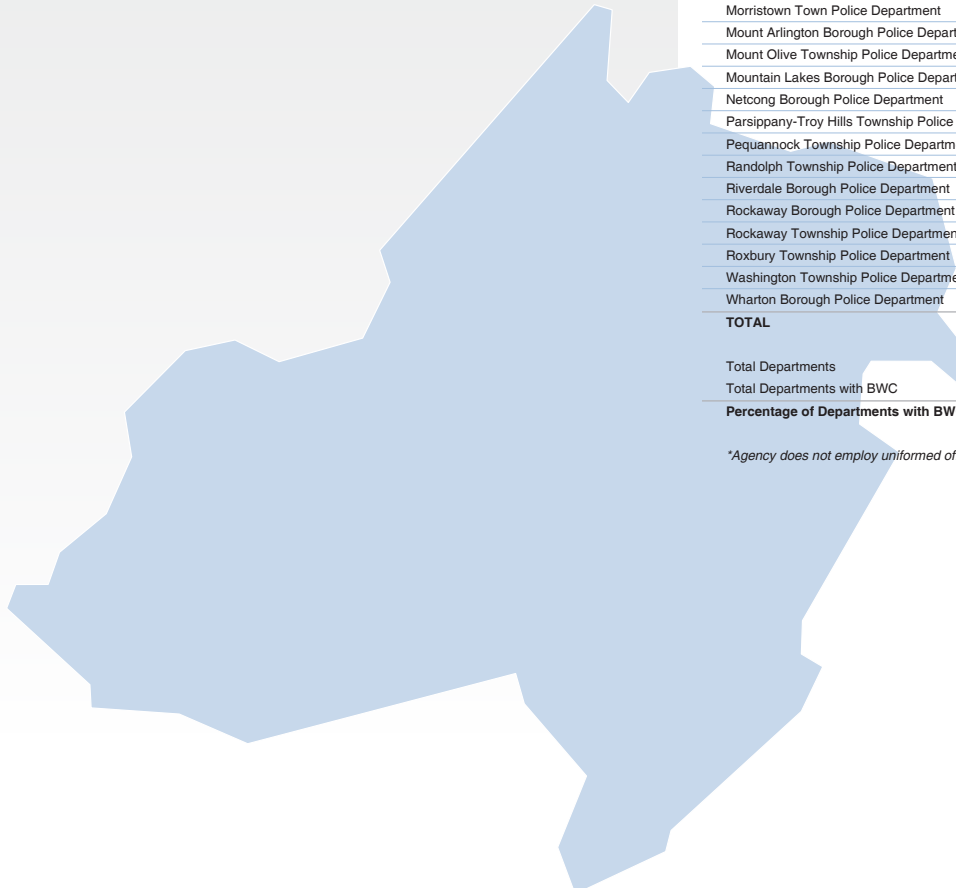 Morristown Town Police Department
Mount Arlington Borough Police Depart
Mount Olive Township Police Departme
Mountain Lakes Borough Police Depart
Netcong Borough Police Department
Parsippany-Troy Hills Township Police
Pequannock Township Police Departm
Randolph Township Police Department
Riverdale Borough Police Department
Rockaway Borough Police Department
Rockaway Township Police Departmen
Roxbury Township Police Department
Washington Township Police Departme
Wharton Borough Police Department
TOTAL
Total Departments
Total Departments with BWC
Percentage of Departments with BW
*Agency does not employ uniformed of